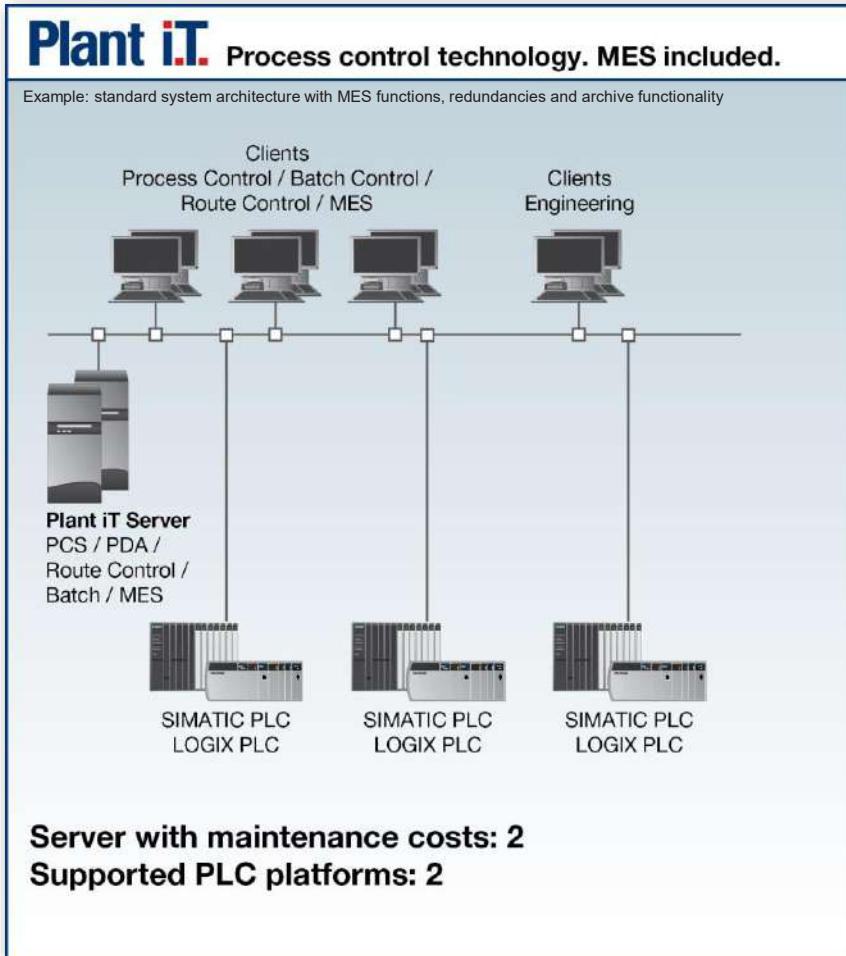 Plant iT. Process control technology. MES included.
Example: standard system architecture with MES functions, redundancies and archive functionality
Clients
Process Control / Batch Control /
Route Control / MES
Clients
Engineering
Plant iT Server
PCS / PDA /
Route Control /
Batch / MES
SIMATIC PLC
LOGIX PLC
SIMATIC PLC
LOGIX PLC
SIMATIC PLC
LOGIX PLC
Server with maintenance costs: 2
Supported PLC platforms: 2